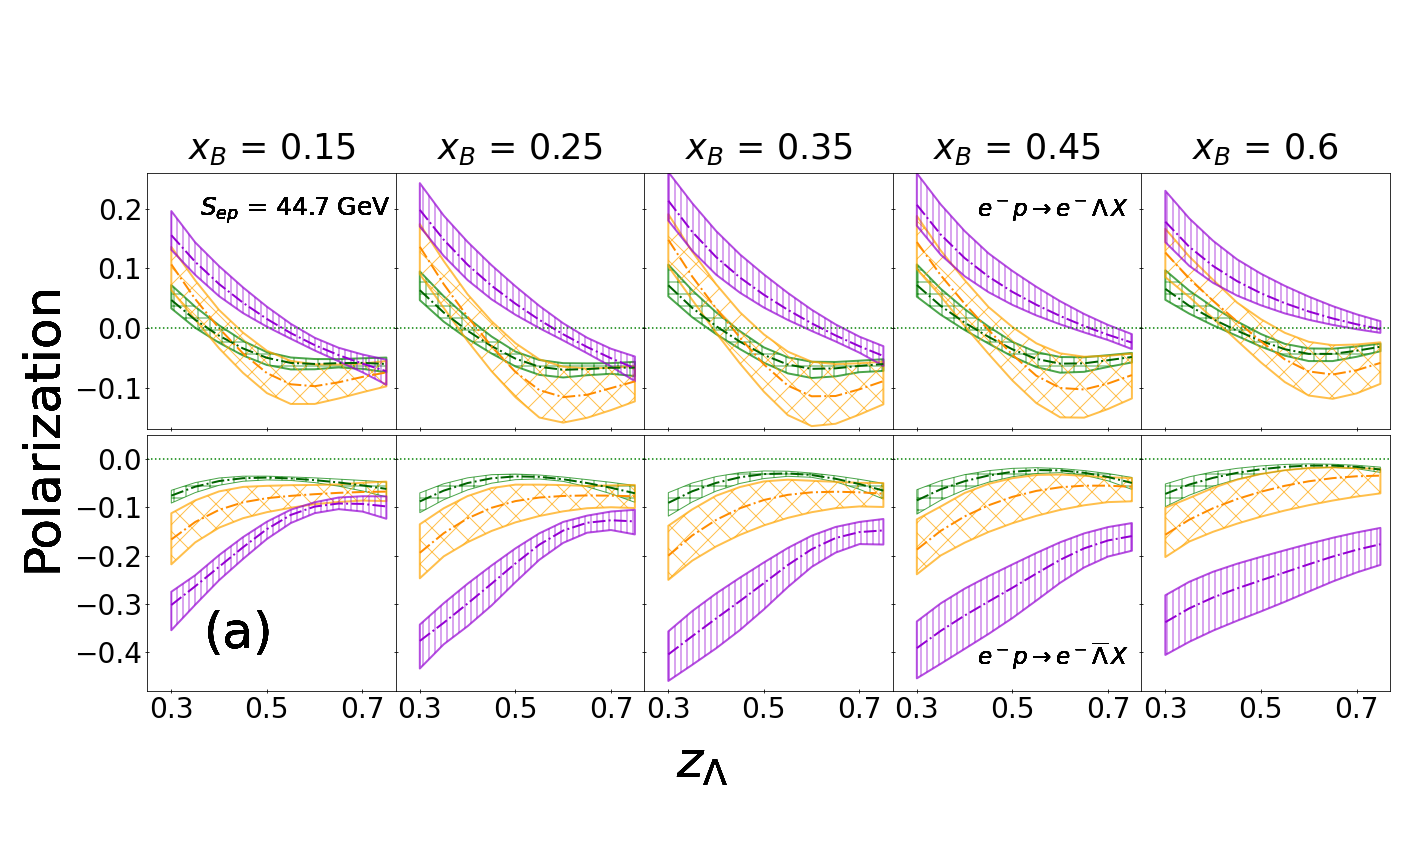 x_B = 0.15 x_B = 0.25 x_B = 0.35 x_B = 0.45 x_B = 0.6
S_ep = 44.7 GeV
e⁻p→e⁻ΛX
0.2
0.1
0.0
−0.1
Polarization
0.0
−0.1
−0.2
−0.3
−0.4
(a)
e⁻p→e⁻Λ̅X
0.3 0.5 0.7 0.3 0.5 0.7 0.3 0.5 0.7 0.3 0.5 0.7 0.3 0.5 0.7
z_Λ